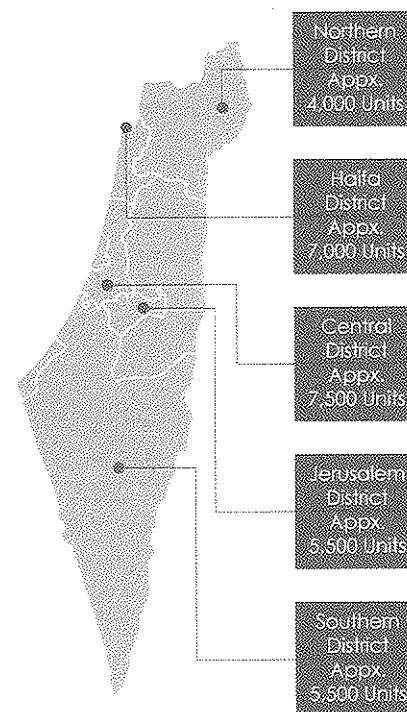 Northern
District
Appx.
4,000 Units
Haifa
District
Appx.
7,000 Units
Central
District
Appx.
7,500 Units
Jerusalem
District
Appx.
5,500 Units
Southern
District
Appx.
5,500 Units